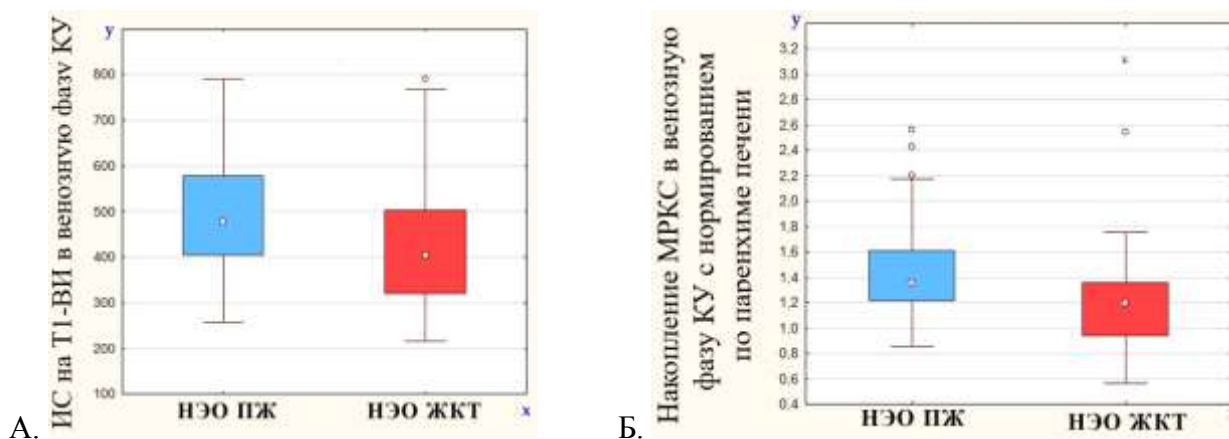 ИС на Т1-ВИ в венозную фазу КУ
y
800
700
600
500
400
300
200
100
НЭО ПЖ НЭО ЖКТ x
А.
Накопление МРКС в венозную
фазу КУ с нормированием
по паренхиме печени
y
3.2
3.0
2.8
2.6
2.4
2.2
2.0
1.8
1.6
1.4
1.2
1.0
0.8
0.6
0.4
НЭО ПЖ НЭО ЖКТ
Б.